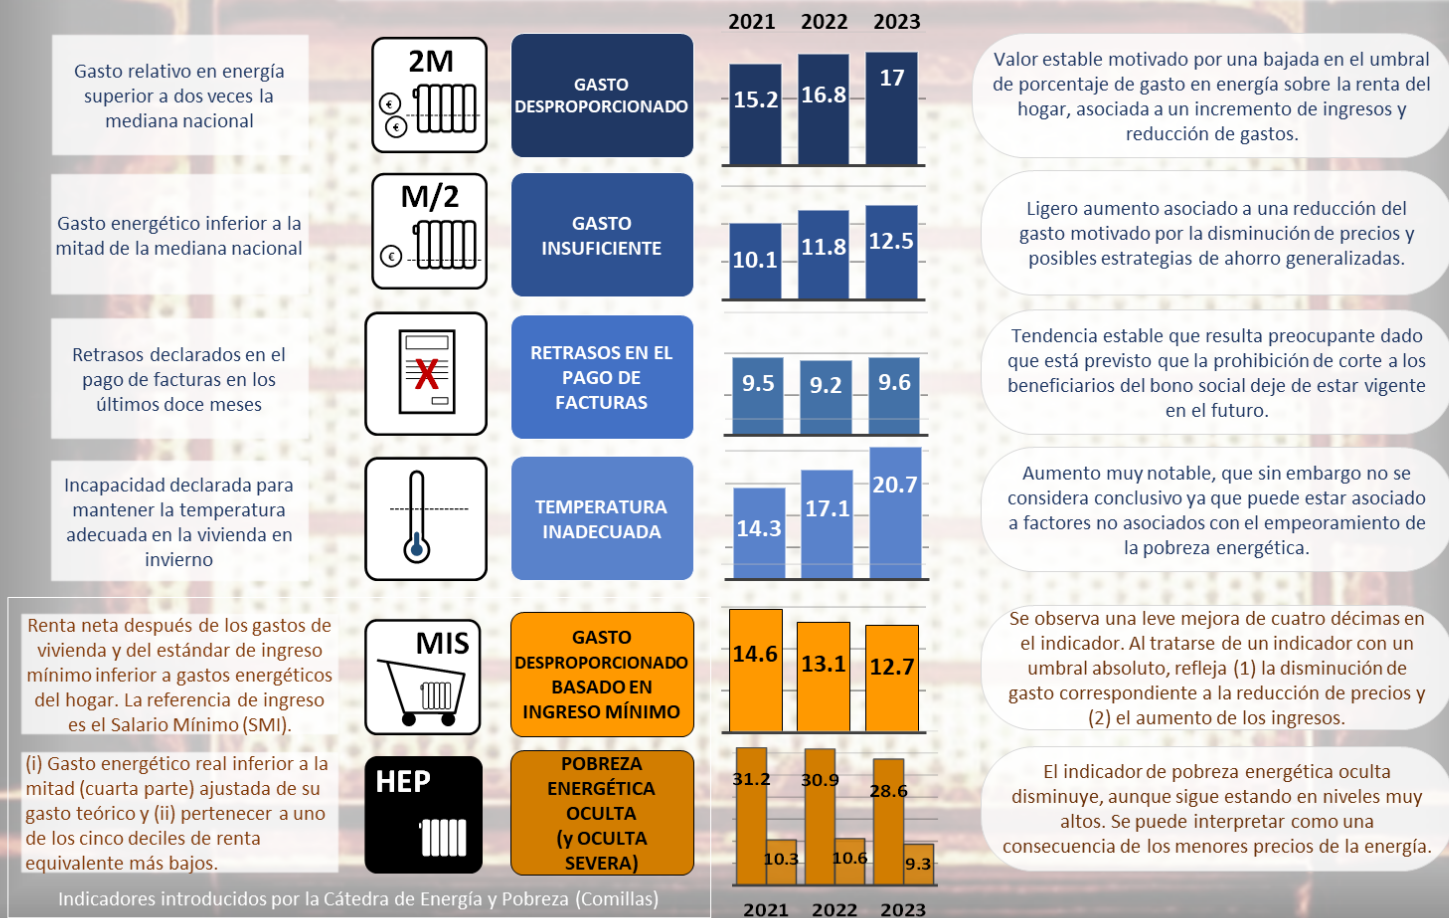 2021 2022 2023
Gasto relativo en energía
superior a dos veces la
mediana nacional
2M
€
€
GASTO
DESPROPORCIONADO
15.2 16.8 17
Valor estable motivado por una bajada en el umbral
de porcentaje de gasto en energía sobre la renta del
hogar, asociada a un incremento de ingresos y
reducción de gastos.
Gasto energético inferior a la
mitad de la mediana nacional
M/2
€
GASTO
INSUFICIENTE
10.1 11.8 12.5
Ligero aumento asociado a una reducción del
gasto motivado por la disminución de precios y
posibles estrategias de ahorro generalizadas.
Retrasos declarados en el
pago de facturas en los
últimos doce meses
X
RETRASOS EN EL
PAGO DE
FACTURAS
9.5 9.2 9.6
Tendencia estable que resulta preocupante dado
que está previsto que la prohibición de corte a los
beneficiarios del bono social deje de estar vigente
en el futuro.
Incapacidad declarada para
mantener la temperatura
adecuada en la vivienda en
invierno
TEMPERATURA
INADECUADA
14.3 17.1 20.7
Aumento muy notable, que sin embargo no se
considera conclusivo ya que puede estar asociado
a factores no asociados con el empeoramiento de
la pobreza energética.
Renta neta después de los gastos de
vivienda y del estándar de ingreso
mínimo inferior a gastos energéticos
del hogar. La referencia de ingreso
es el Salario Mínimo (SMI).
MIS
GASTO
DESPROPORCIONADO
BASADO EN
INGRESO MÍNIMO
14.6 13.1 12.7
Se observa una leve mejora de cuatro décimas en
el indicador. Al tratarse de un indicador con un
umbral absoluto, refleja (1) la disminución de
gasto correspondiente a la reducción de precios y
(2) el aumento de los ingresos.
(i) Gasto energético real inferior a la
mitad (cuarta parte) ajustada de su
gasto teórico y (ii) pertenecer a uno
de los cinco deciles de renta
equivalente más bajos.
HEP
POBREZA
ENERGÉTICA
OCULTA
(y OCULTA
SEVERA)
31.2 10.3 30.9 10.6 28.6 9.3
El indicador de pobreza energética oculta
disminuye, aunque sigue estando en niveles muy
altos. Se puede interpretar como una
consecuencia de los menores precios de la energía.
Indicadores introducidos por la Cátedra de Energía y Pobreza (Comillas)
2021 2022 2023